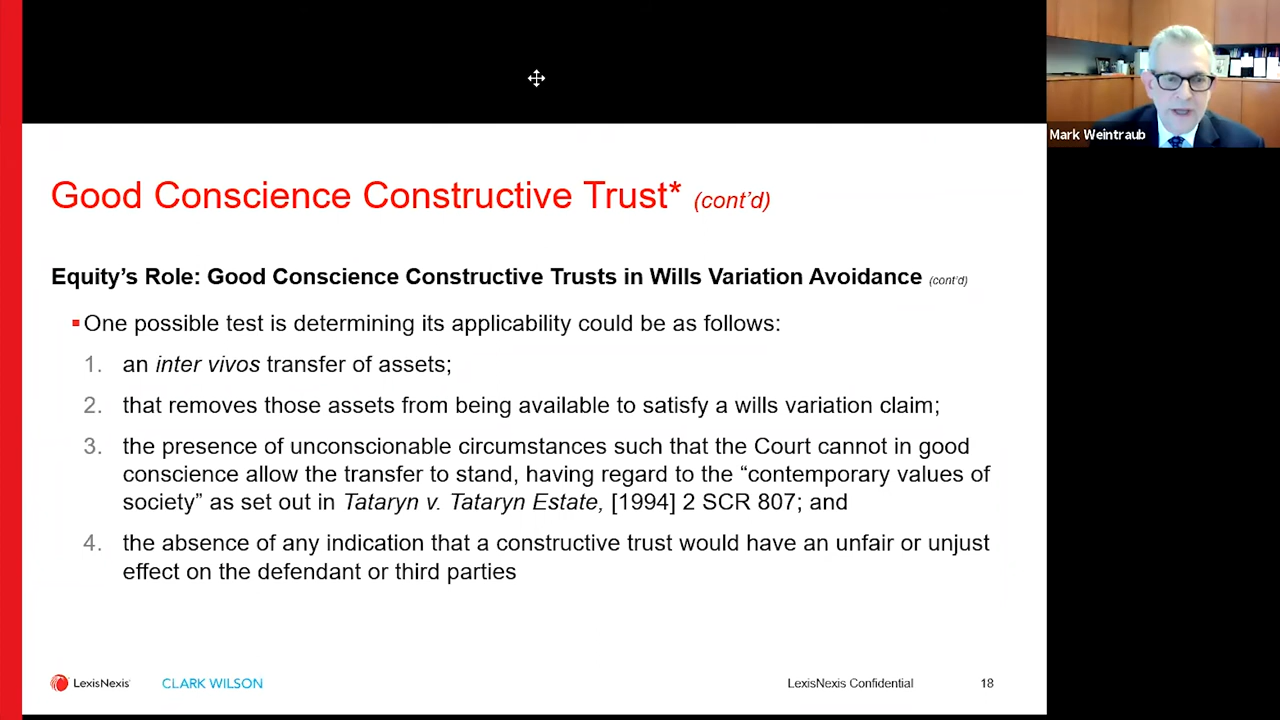 Mark Weintraub
Good Conscience Constructive Trust* (cont’d)
Equity’s Role: Good Conscience Constructive Trusts in Wills Variation Avoidance (cont’d)
▪One possible test is determining its applicability could be as follows:
1. an inter vivos transfer of assets;
2. that removes those assets from being available to satisfy a wills variation claim;
3. the presence of unconscionable circumstances such that the Court cannot in good
conscience allow the transfer to stand, having regard to the “contemporary values of
society” as set out in Tataryn v. Tataryn Estate, [1994] 2 SCR 807; and
4. the absence of any indication that a constructive trust would have an unfair or unjust
effect on the defendant or third parties
LexisNexis CLARK WILSON LexisNexis Confidential 18